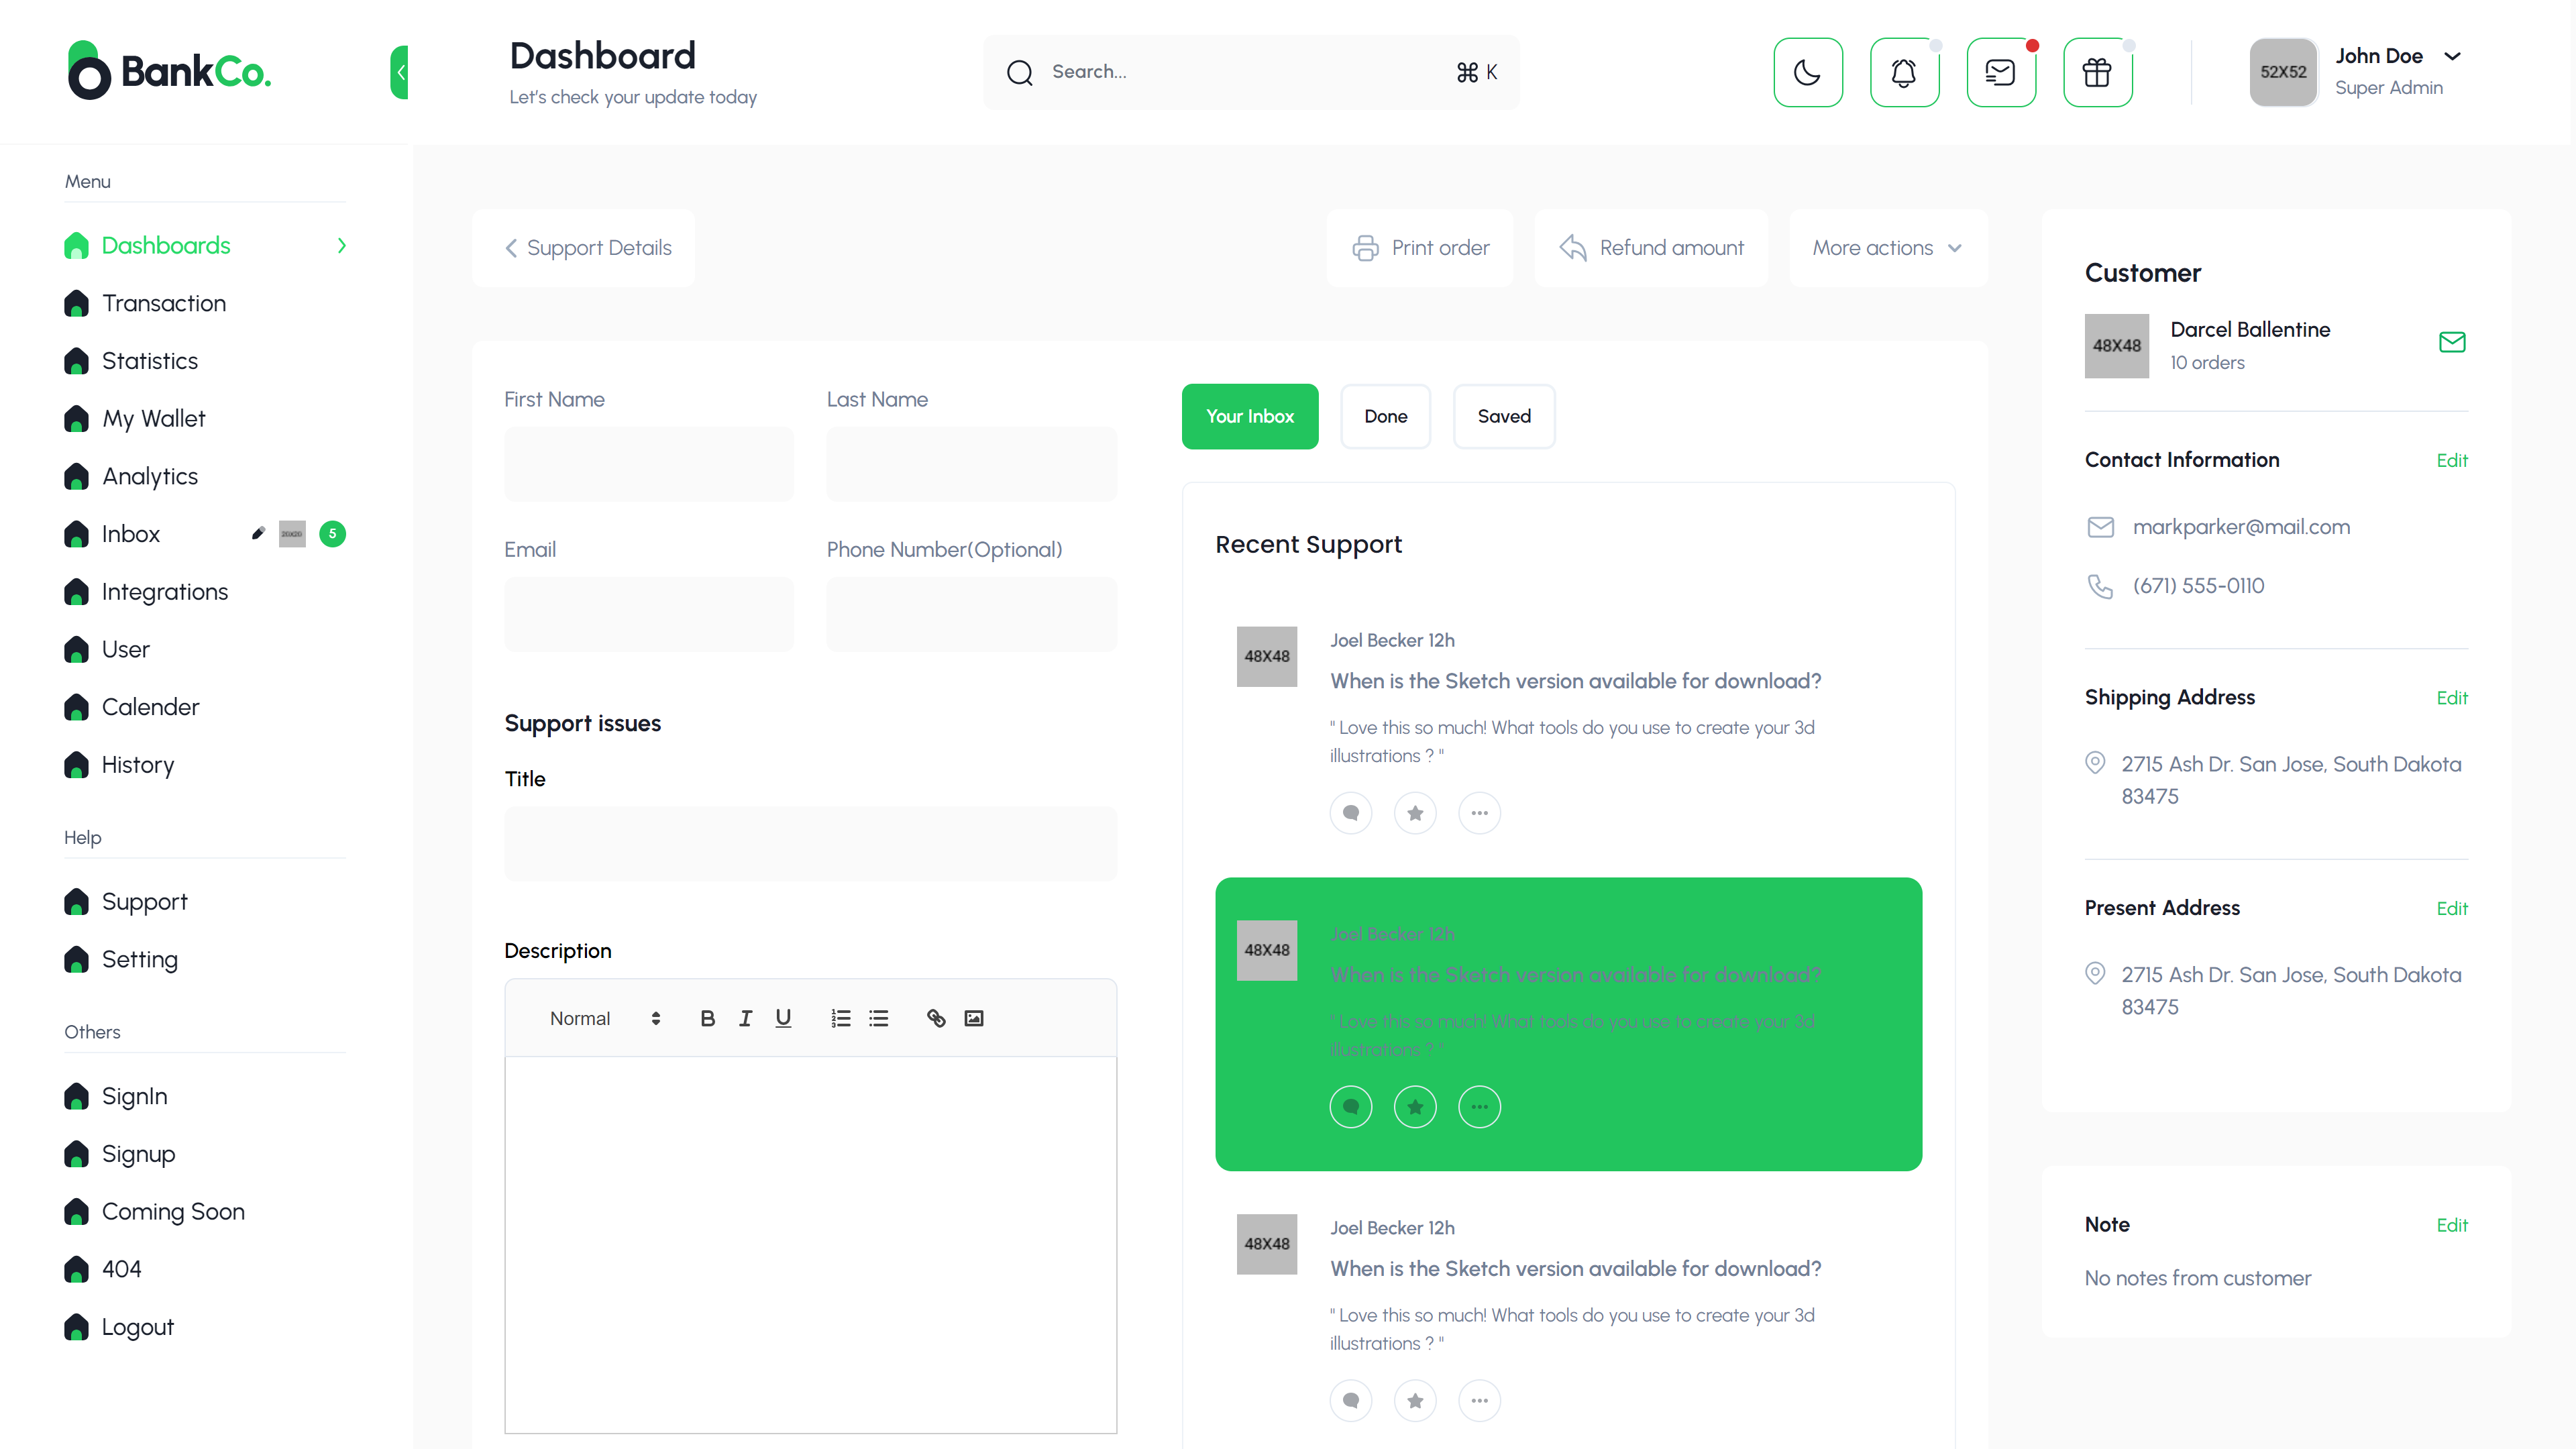 BankCo.
Dashboard
Let's check your update today
Search...
⌘ K
52X52
John Doe
Super Admin
Menu
Dashboards
Transaction
Statistics
My Wallet
Analytics
Inbox
20x20
5
Integrations
User
Calender
History
Help
Support
Setting
Others
SignIn
Signup
Coming Soon
404
Logout
Support Details
Print order
Refund amount
More actions
First Name
Last Name
Email
Phone Number(Optional)
Support issues
Title
Description
Normal
B I U
Your Inbox
Done
Saved
Recent Support
48X48
Joel Becker 12h
When is the Sketch version available for download?
" Love this so much! What tools do you use to create your 3d
illustrations ? "
48X48
Joel Becker 12h
When is the Sketch version available for download?
" Love this so much! What tools do you use to create your 3d
illustrations ? "
48X48
Joel Becker 12h
When is the Sketch version available for download?
" Love this so much! What tools do you use to create your 3d
illustrations ? "
Customer
48X48
Darcel Ballentine
10 orders
Contact Information
Edit
markparker@mail.com
(671) 555-0110
Shipping Address
Edit
2715 Ash Dr. San Jose, South Dakota
83475
Present Address
Edit
2715 Ash Dr. San Jose, South Dakota
83475
Note
Edit
No notes from customer